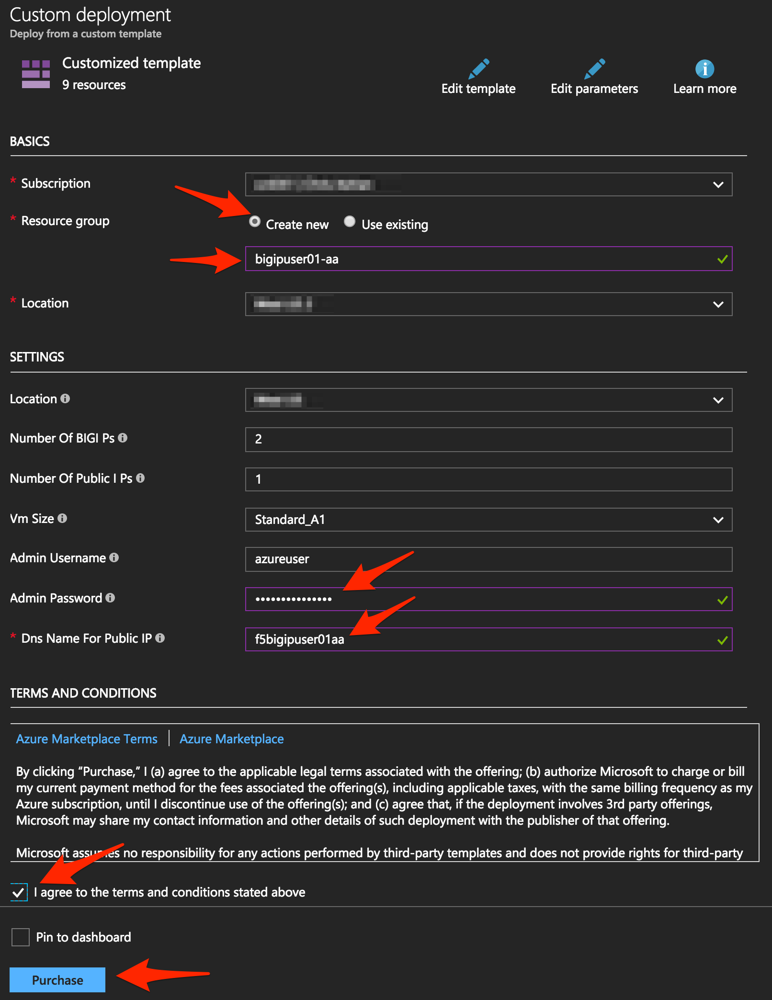 Custom deployment
Deploy from a custom template
Customized template
9 resources
Edit template
Edit parameters
Learn more
BASICS
* Subscription
* Resource group
Create new
Use existing
bigipuser01-aa
* Location
SETTINGS
Location
Number Of BIGI Ps
2
Number Of Public I Ps
1
Vm Size
Standard_A1
Admin Username
azureuser
Admin Password
•••••••••••••••
* Dns Name For Public IP
f5bigipuser01aa
TERMS AND CONDITIONS
Azure Marketplace Terms | Azure Marketplace
By clicking “Purchase,” I (a) agree to the applicable legal terms associated with the offering; (b) authorize Microsoft to charge or bill
my current payment method for the fees associated the offering(s), including applicable taxes, with the same billing frequency as my
Azure subscription, until I discontinue use of the offering(s); and (c) agree that, if the deployment involves 3rd party offerings,
Microsoft may share my contact information and other details of such deployment with the publisher of that offering.
Microsoft assumes no responsibility for any actions performed by third-party templates and does not provide rights for third-party
I agree to the terms and conditions stated above
Pin to dashboard
Purchase